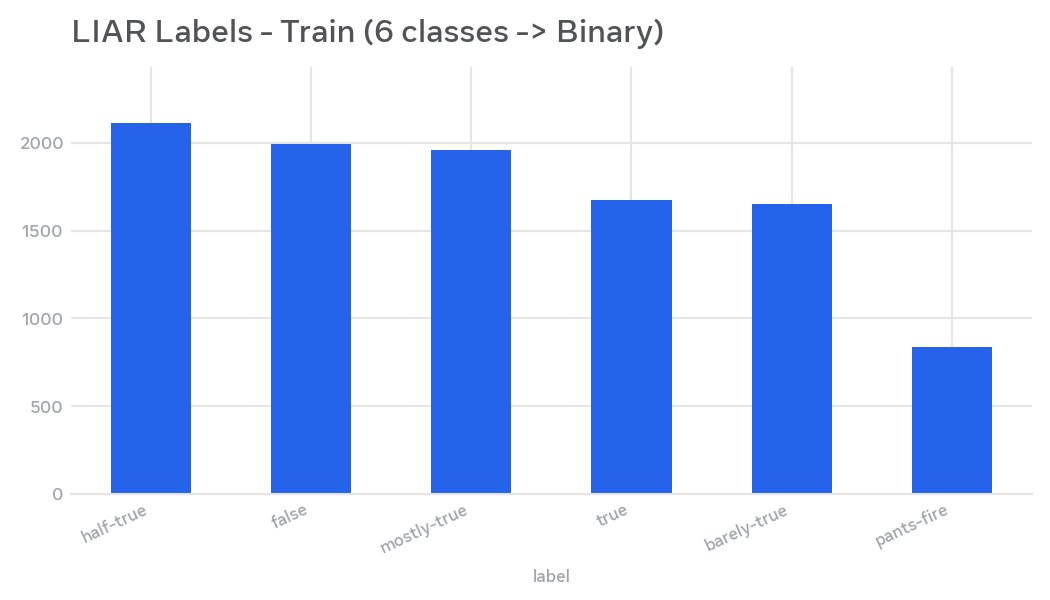 LIAR Labels - Train (6 classes -> Binary)
2000
1500
1000
500
0
half-true
false
mostly-true
true
barely-true
pants-fire
label